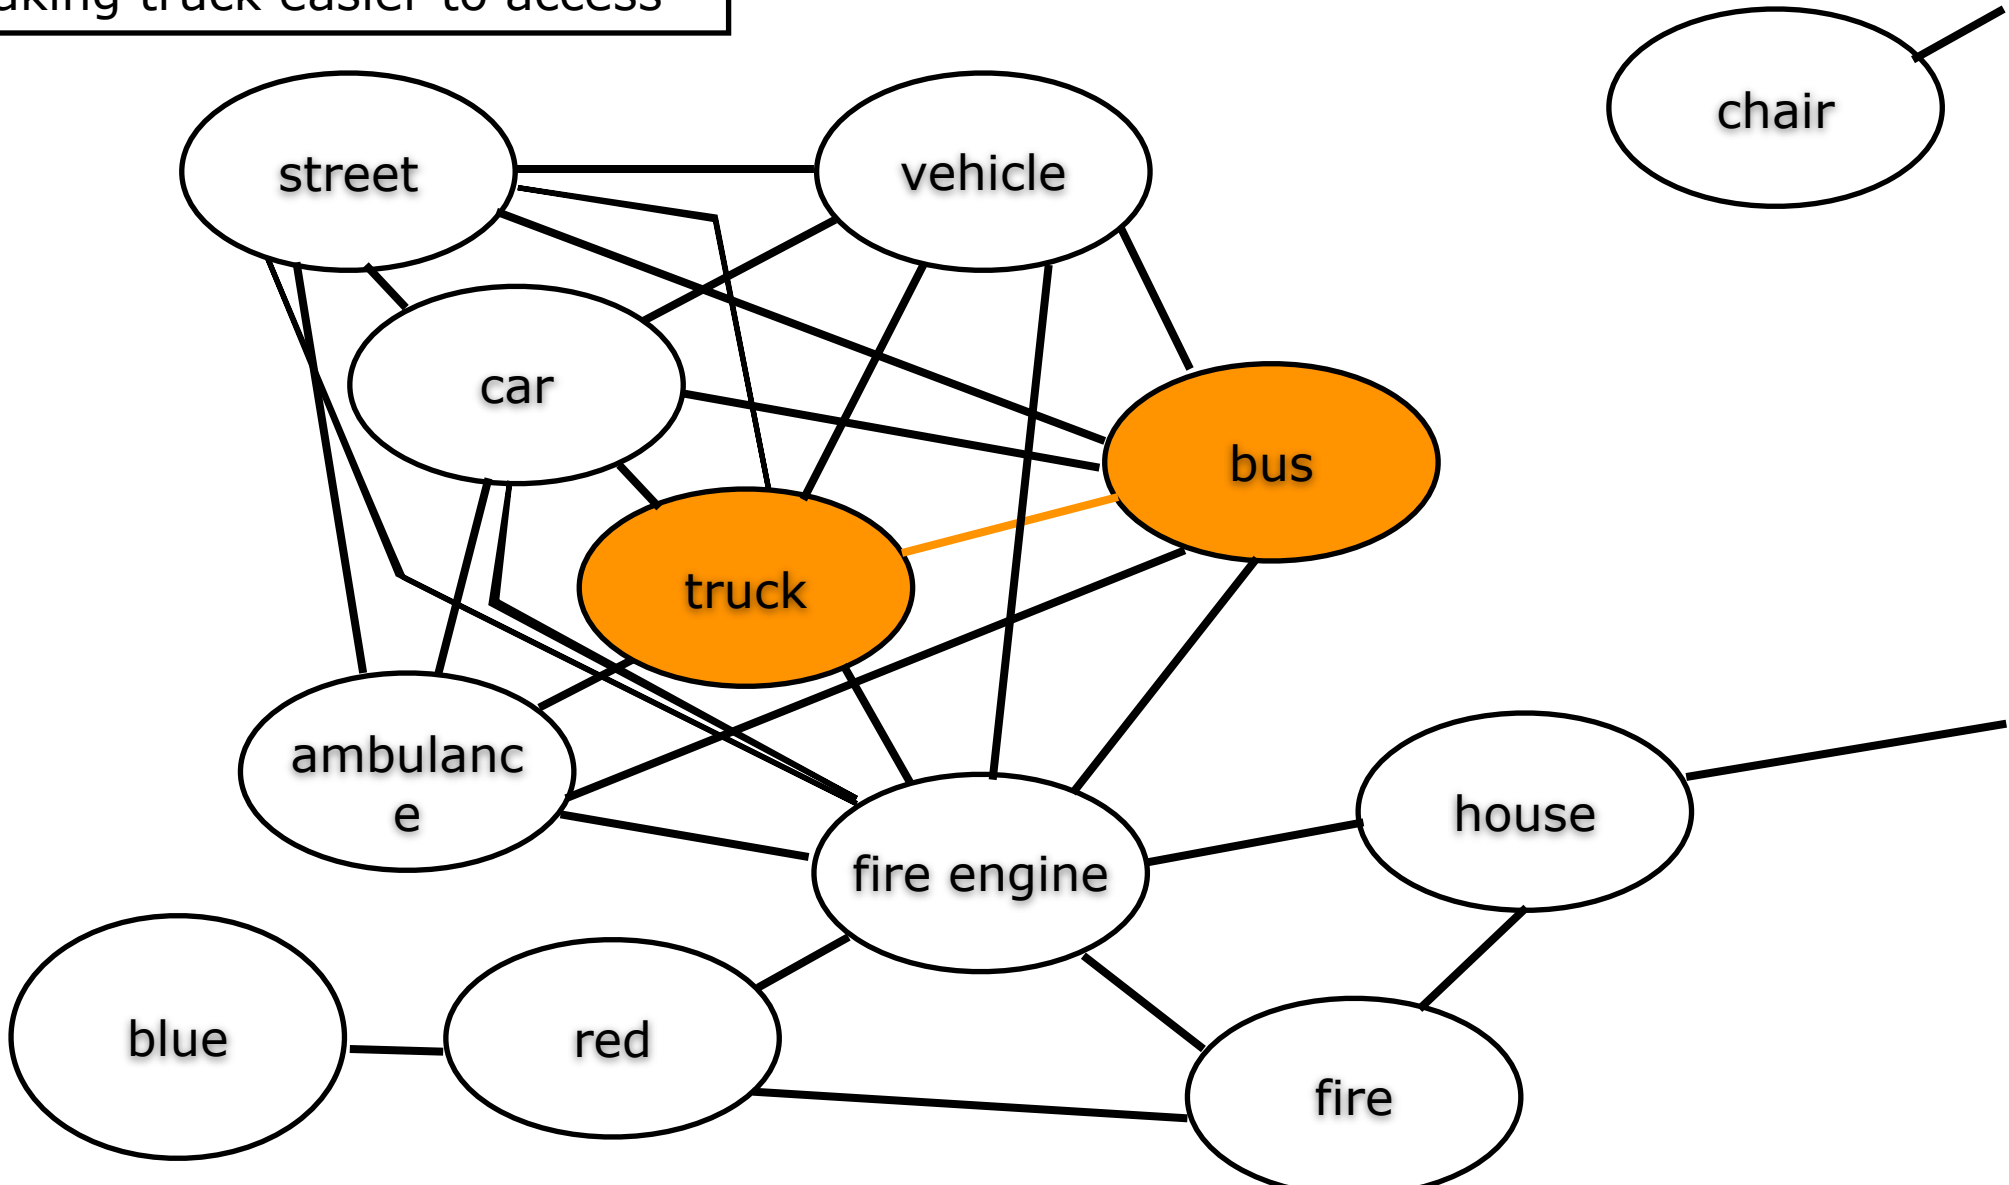 aking truck easier to access
chair
street
vehicle
car
bus
truck
ambulanc
e
house
fire engine
blue
red
fire